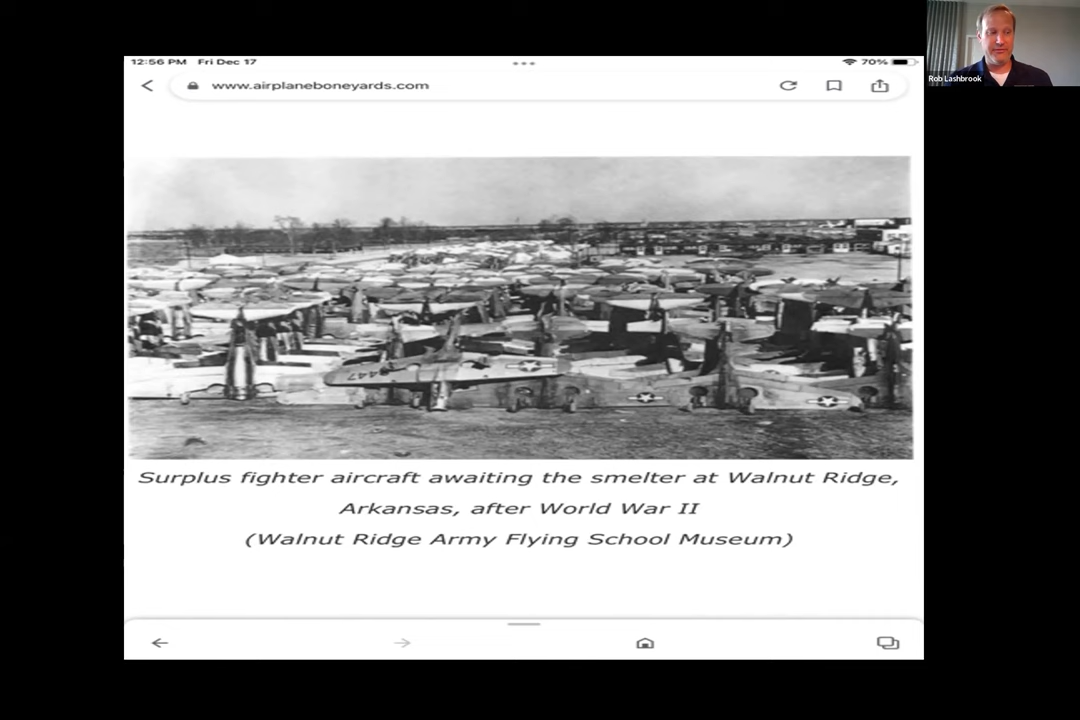 12:56 PM Fri Dec 17
70%
www.airplaneboneyards.com
Rob Lashbrook
Surplus fighter aircraft awaiting the smelter at Walnut Ridge,
Arkansas, after World War II
(Walnut Ridge Army Flying School Museum)